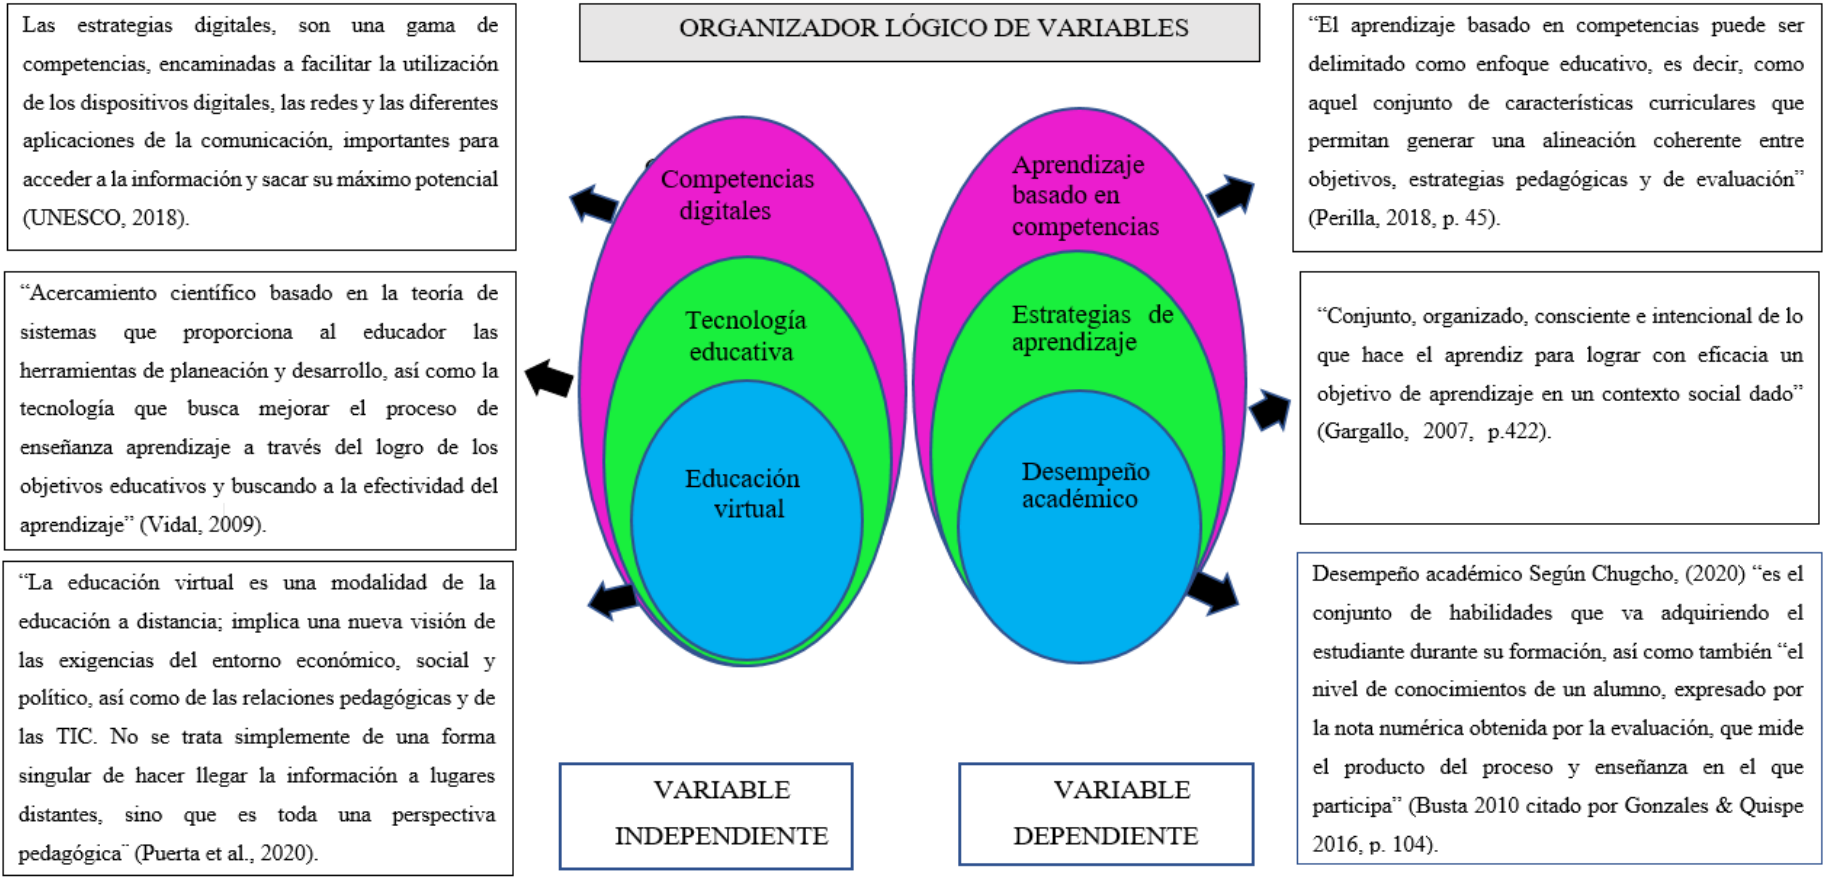 ORGANIZADOR LÓGICO DE VARIABLES
Las estrategias digitales, son una gama de
competencias, encaminadas a facilitar la utilización
de los dispositivos digitales, las redes y las diferentes
aplicaciones de la comunicación, importantes para
acceder a la información y sacar su máximo potencial
(UNESCO, 2018).
“Acercamiento científico basado en la teoría de
sistemas que proporciona al educador las
herramientas de planeación y desarrollo, así como la
tecnología que busca mejorar el proceso de
enseñanza aprendizaje a través del logro de los
objetivos educativos y buscando a la efectividad del
aprendizaje” (Vidal, 2009).
“La educación virtual es una modalidad de la
educación a distancia; implica una nueva visión de
las exigencias del entorno económico, social y
político, así como de las relaciones pedagógicas y de
las TIC. No se trata simplemente de una forma
singular de hacer llegar la información a lugares
distantes, sino que es toda una perspectiva
pedagógica¨ (Puerta et al., 2020).
Competencias
digitales
Tecnología
educativa
Educación
virtual
VARIABLE
INDEPENDIENTE
Aprendizaje
basado en
competencias
Estrategias de
aprendizaje
Desempeño
académico
VARIABLE
DEPENDIENTE
“El aprendizaje basado en competencias puede ser
delimitado como enfoque educativo, es decir, como
aquel conjunto de características curriculares que
permitan generar una alineación coherente entre
objetivos, estrategias pedagógicas y de evaluación”
(Perilla, 2018, p. 45).
“Conjunto, organizado, consciente e intencional de lo
que hace el aprendiz para lograr con eficacia un
objetivo de aprendizaje en un contexto social dado”
(Gargallo, 2007, p.422).
Desempeño académico Según Chugcho, (2020) “es el
conjunto de habilidades que va adquiriendo el
estudiante durante su formación, así como también “el
nivel de conocimientos de un alumno, expresado por
la nota numérica obtenida por la evaluación, que mide
el producto del proceso y enseñanza en el que
participa” (Busta 2010 citado por Gonzales & Quispe
2016, p. 104).